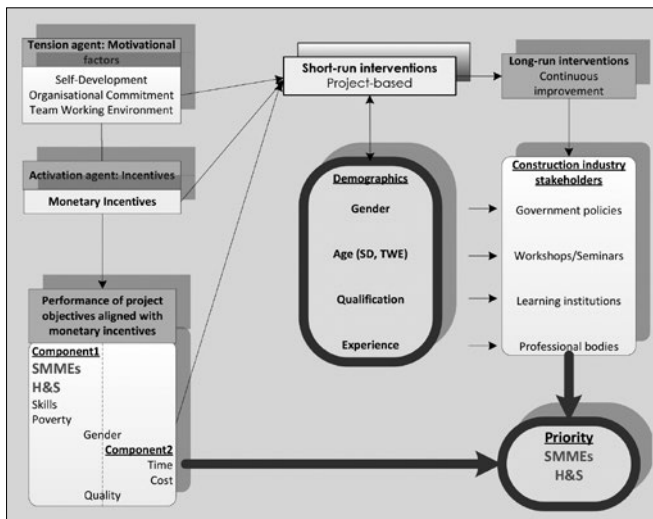 Tension agent: Motivational
factors
Self-Development
Organisational Commitment
Team Working Environment
Activation agent: Incentives
Monetary Incentives
Performance of project
objectives aligned with
monetary incentives
Component1
SMMEs
H&S
Skills
Poverty
Gender
Component2
Time
Cost
Quality
Short-run interventions
Project-based
Long-run interventions
Continuous
improvement
Demographics
Gender
Age (SD, TWE)
Qualification
Experience
Construction industry
stakeholders
Government policies
Workshops/Seminars
Learning institutions
Professional bodies
Priority
SMMEs
H&S